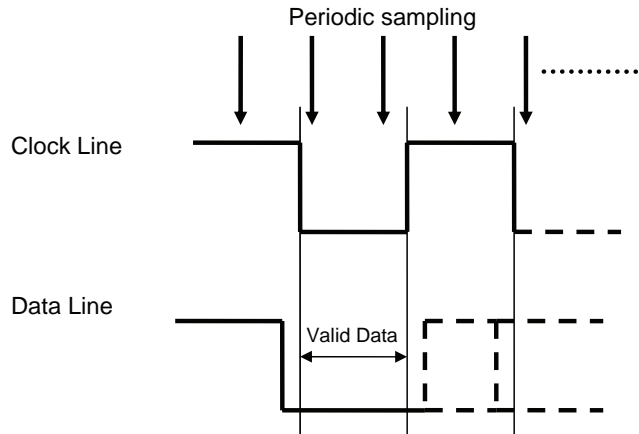 Periodic sampling
Clock Line
Data Line
Valid Data